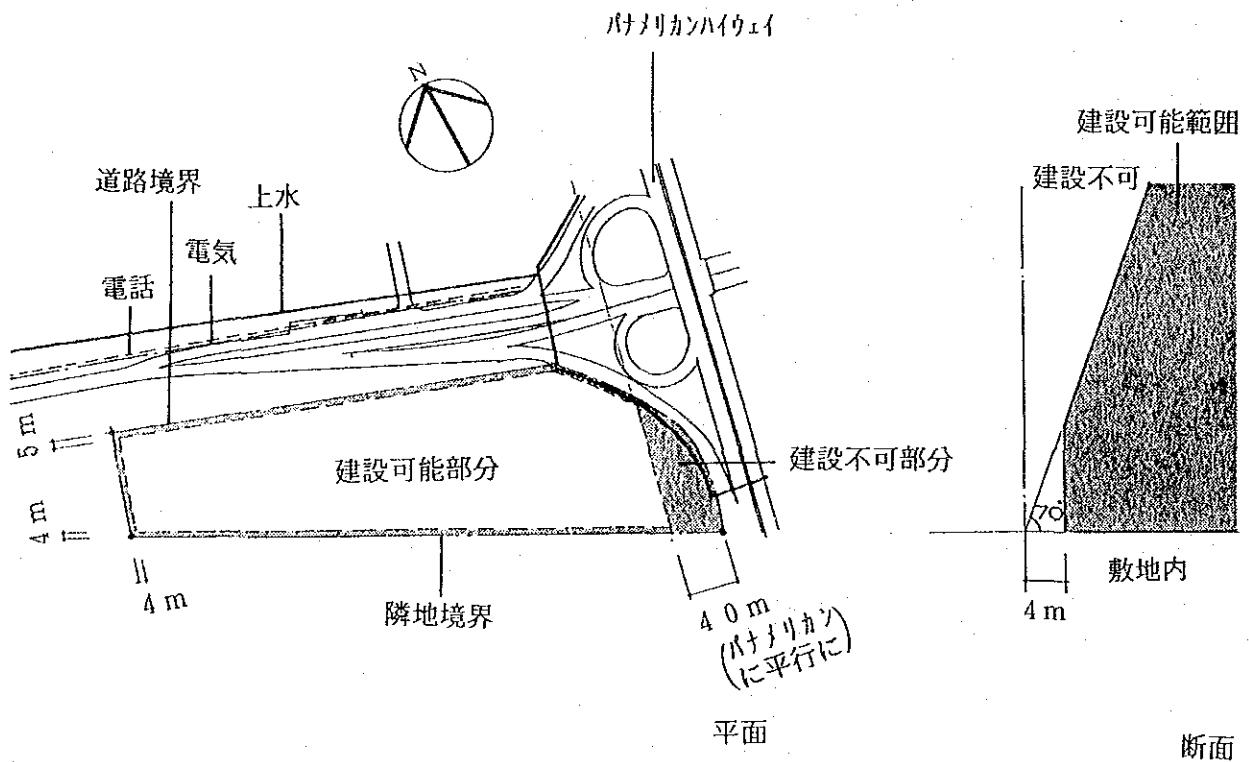 パナメリカンハイウェイ
N
建設可能範囲
道路境界
上水
建設不可
電気
電話
5m
建設可能部分
建設不可部分
4m
70°
4m
隣地境界
40m
(パナメリカン
に平行に)
敷地内
4m
平面
断面